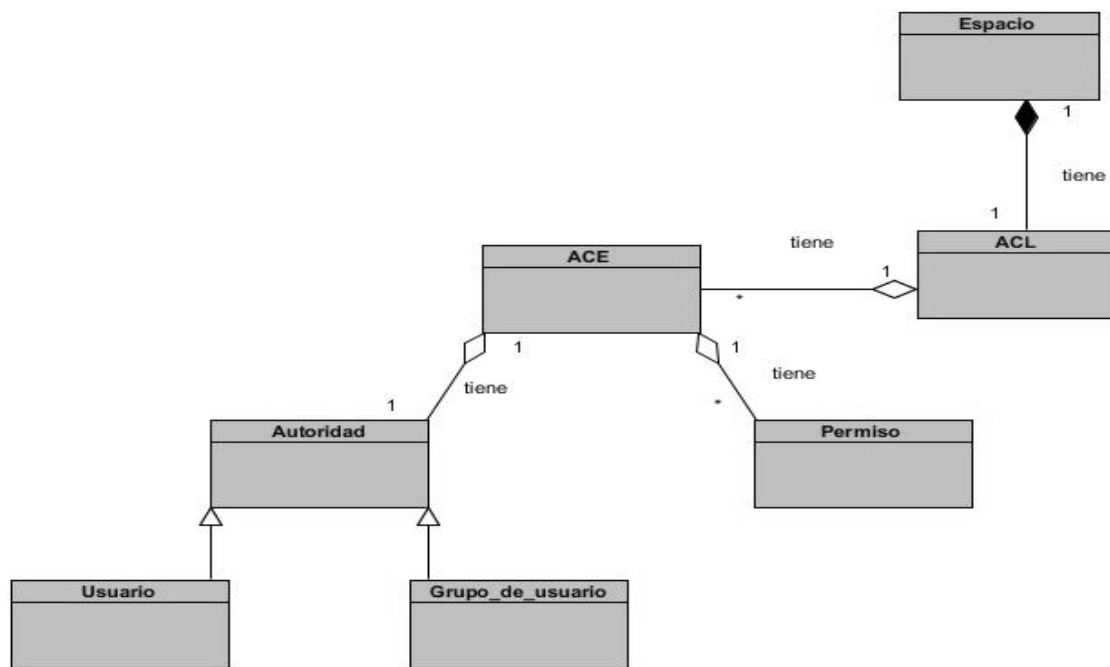 Espacio
1
tiene
1
ACL
tiene
1
*
ACE
1
tiene
1
1
tiene
*
Autoridad
Permiso
Usuario
Grupo_de_usuario